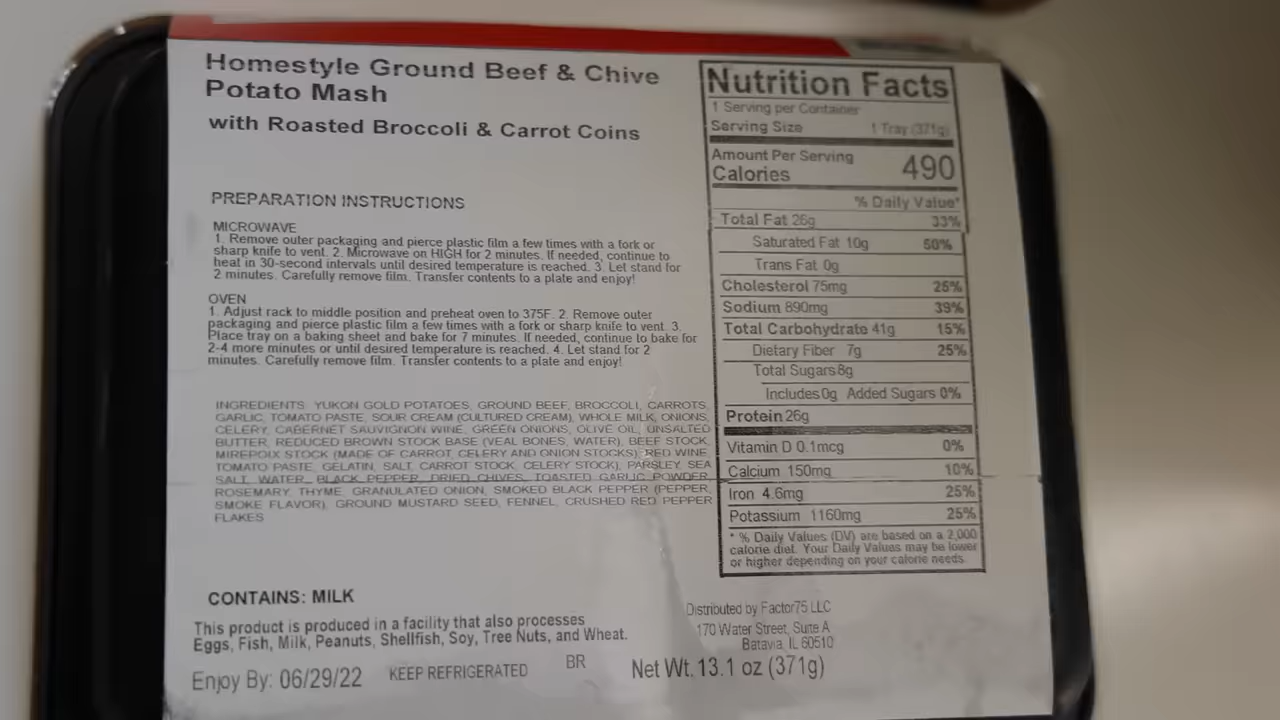 Homestyle Ground Beef & Chive
Potato Mash
with Roasted Broccoli & Carrot Coins
PREPARATION INSTRUCTIONS
MICROWAVE
1. Remove outer packaging and pierce plastic film a few times with a fork or
sharp knife to vent. 2. Microwave on HIGH for 2 minutes. If needed, continue to
heat in 30-second intervals until desired temperature is reached. 3. Let stand for
2 minutes. Carefully remove film. Transfer contents to a plate and enjoy!
OVEN
1. Adjust rack to middle position and preheat oven to 375F. 2. Remove outer
packaging and pierce plastic film a few times with a fork or sharp knife to vent. 3.
Place tray on a baking sheet and bake for 7 minutes. If needed, continue to bake for
2-4 more minutes or until desired temperature is reached. 4. Let stand for 2
minutes. Carefully remove film. Transfer contents to a plate and enjoy!
INGREDIENTS: YUKON GOLD POTATOES, GROUND BEEF, BROCCOLI, CARROTS,
GARLIC, TOMATO PASTE, SOUR CREAM (CULTURED CREAM), WHOLE MILK, ONIONS,
CELERY, CABERNET SAUVIGNON WINE, GREEN ONIONS, OLIVE OIL, UNSALTED
BUTTER, REDUCED BROWN STOCK BASE (VEAL BONES, WATER), BEEF STOCK,
MIREPOIX STOCK (MADE OF CARROT, CELERY AND ONION STOCKS), RED WINE,
TOMATO PASTE, GELATIN, SALT, CARROT STOCK, CELERY STOCK), PARSLEY, SEA
SALT, WATER, BLACK PEPPER, DRIED CHIVES, TOASTED GARLIC POWDER,
ROSEMARY, THYME, GRANULATED ONION, SMOKED BLACK PEPPER (PEPPER,
SMOKE FLAVOR), GROUND MUSTARD SEED, FENNEL, CRUSHED RED PEPPER
FLAKES
CONTAINS: MILK
This product is produced in a facility that also processes
Eggs, Fish, Milk, Peanuts, Shellfish, Soy, Tree Nuts, and Wheat.
Enjoy By: 06/29/22 KEEP REFRIGERATED BR
Nutrition Facts
1 Serving per Container
Serving Size 1 Tray (371g)
Amount Per Serving
Calories 490
% Daily Value*
Total Fat 26g 33%
Saturated Fat 10g 50%
Trans Fat 0g
Cholesterol 75mg 25%
Sodium 890mg 39%
Total Carbohydrate 41g 15%
Dietary Fiber 7g 25%
Total Sugars 8g
Includes 0g Added Sugars 0%
Protein 26g
Vitamin D 0.1mcg 0%
Calcium 150mg 10%
Iron 4.6mg 25%
Potassium 1160mg 25%
* % Daily Values (DV) are based on a 2,000
calorie diet. Your Daily Values may be lower
or higher depending on your calorie needs.
Distributed by Factor75 LLC
170 Water Street, Suite A
Batavia, IL 60510
Net Wt. 13.1 oz (371g)